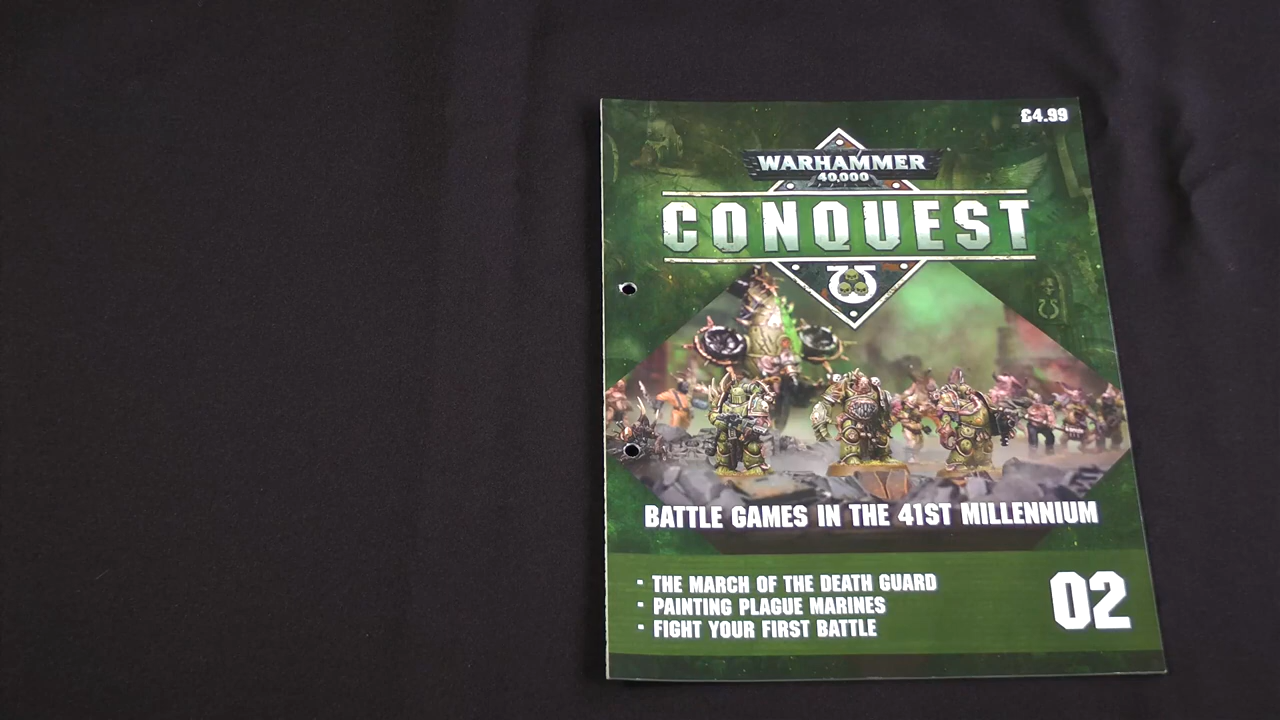 £4.99
WARHAMMER
40,000
CONQUEST
BATTLE GAMES IN THE 41ST MILLENNIUM
· THE MARCH OF THE DEATH GUARD
· PAINTING PLAGUE MARINES
· FIGHT YOUR FIRST BATTLE
02